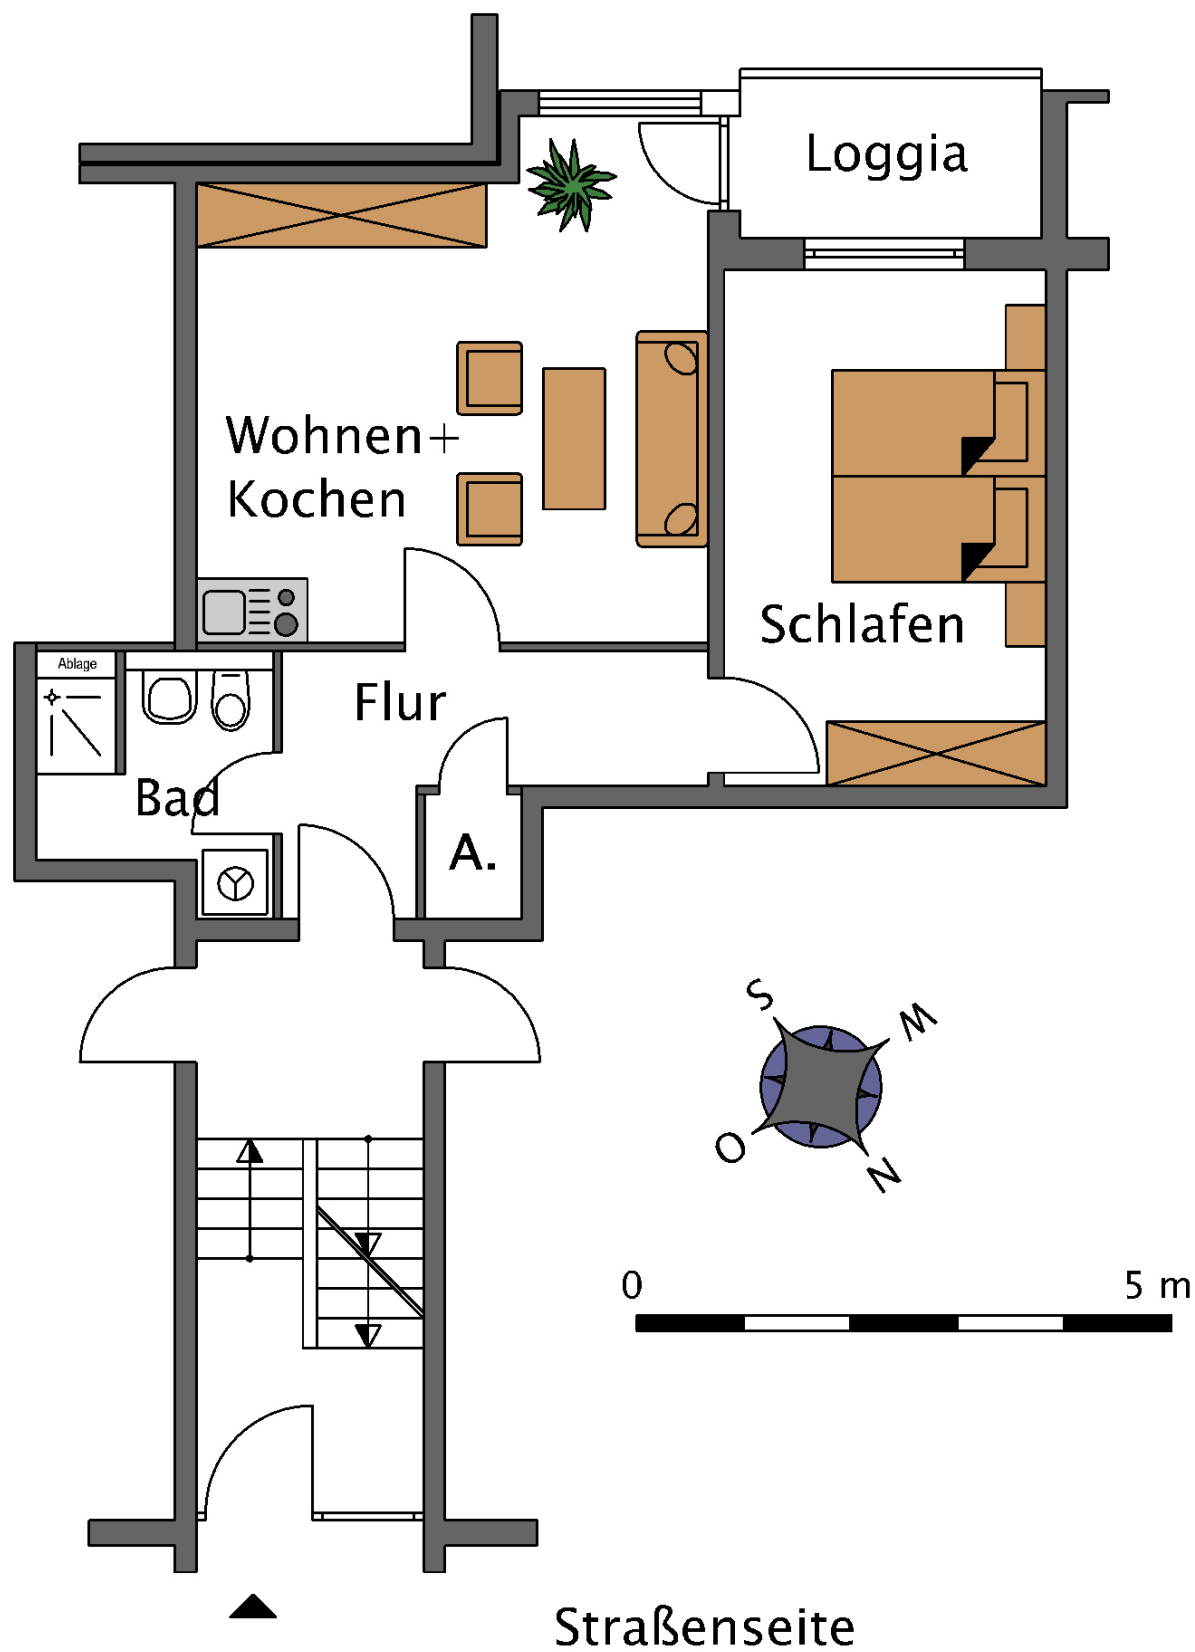 Loggia
Wohnen+
Kochen
Schlafen
Ablage
Flur
Bad
A.
S
W
O
N
0
5 m
Straßenseite